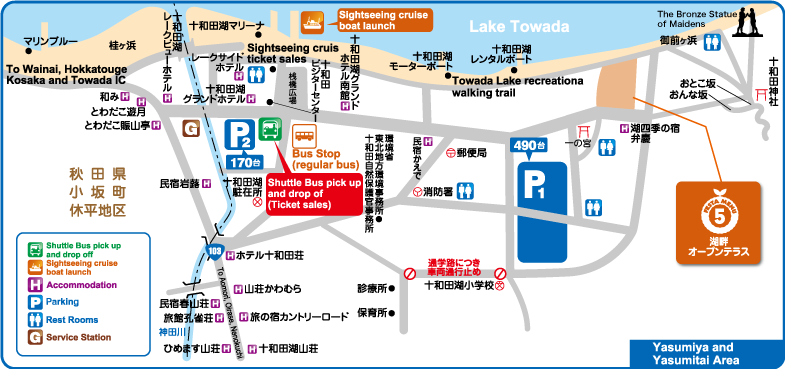 Lake Towada
The Bronze Statue
of Maidens
御前ヶ浜
十和田神社
おとこ坂
おんな坂
Sightseeing cruise
boat launch
十和田湖マリーナ
マリンブルー
桂ヶ浜
十和田湖
レークビューホテル
To Wainai, Hokkatouge
Kosaka and Towada IC
レークサイド
ホテル
Sightseeing cruis
ticket sales
桟橋広場
十和田
ビジターセンター
十和田湖グランド
ホテル南館
十和田湖
モーターボート
十和田湖
レンタルボート
Towada Lake recreationa
walking trail
和み
とわだこ遊月
とわだこ賑山亭
十和田湖
グランドホテル
G
P2
170台
Bus Stop
(regular bus)
Shuttle Bus pick up
and drop of
(Ticket sales)
環境省
東北地方環境事務所
十和田自然保護官事務所
民宿かえで
郵便局
消防署
490台
P1
一の宮
湖四季の宿
弁慶
FESTA MENU
5
湖畔
オープンテラス
秋田県
小坂町
休平地区
民宿岩路
十和田湖
駐在所
103
ホテル十和田荘
To Aomori, Oirase, Nenokuchi
山荘かわむら
民宿春山荘
旅館孔雀荘
旅の宿カントリーロード
神田川
ひめます山荘
十和田湖山荘
診療所
保育所
通学路につき
車両通行止め
十和田湖小学校
Shuttle Bus pick up
and drop off
Sightseeing cruise
boat launch
H Accommodation
P Parking
Rest Rooms
G Service Station
Yasumiya and
Yasumitai Area